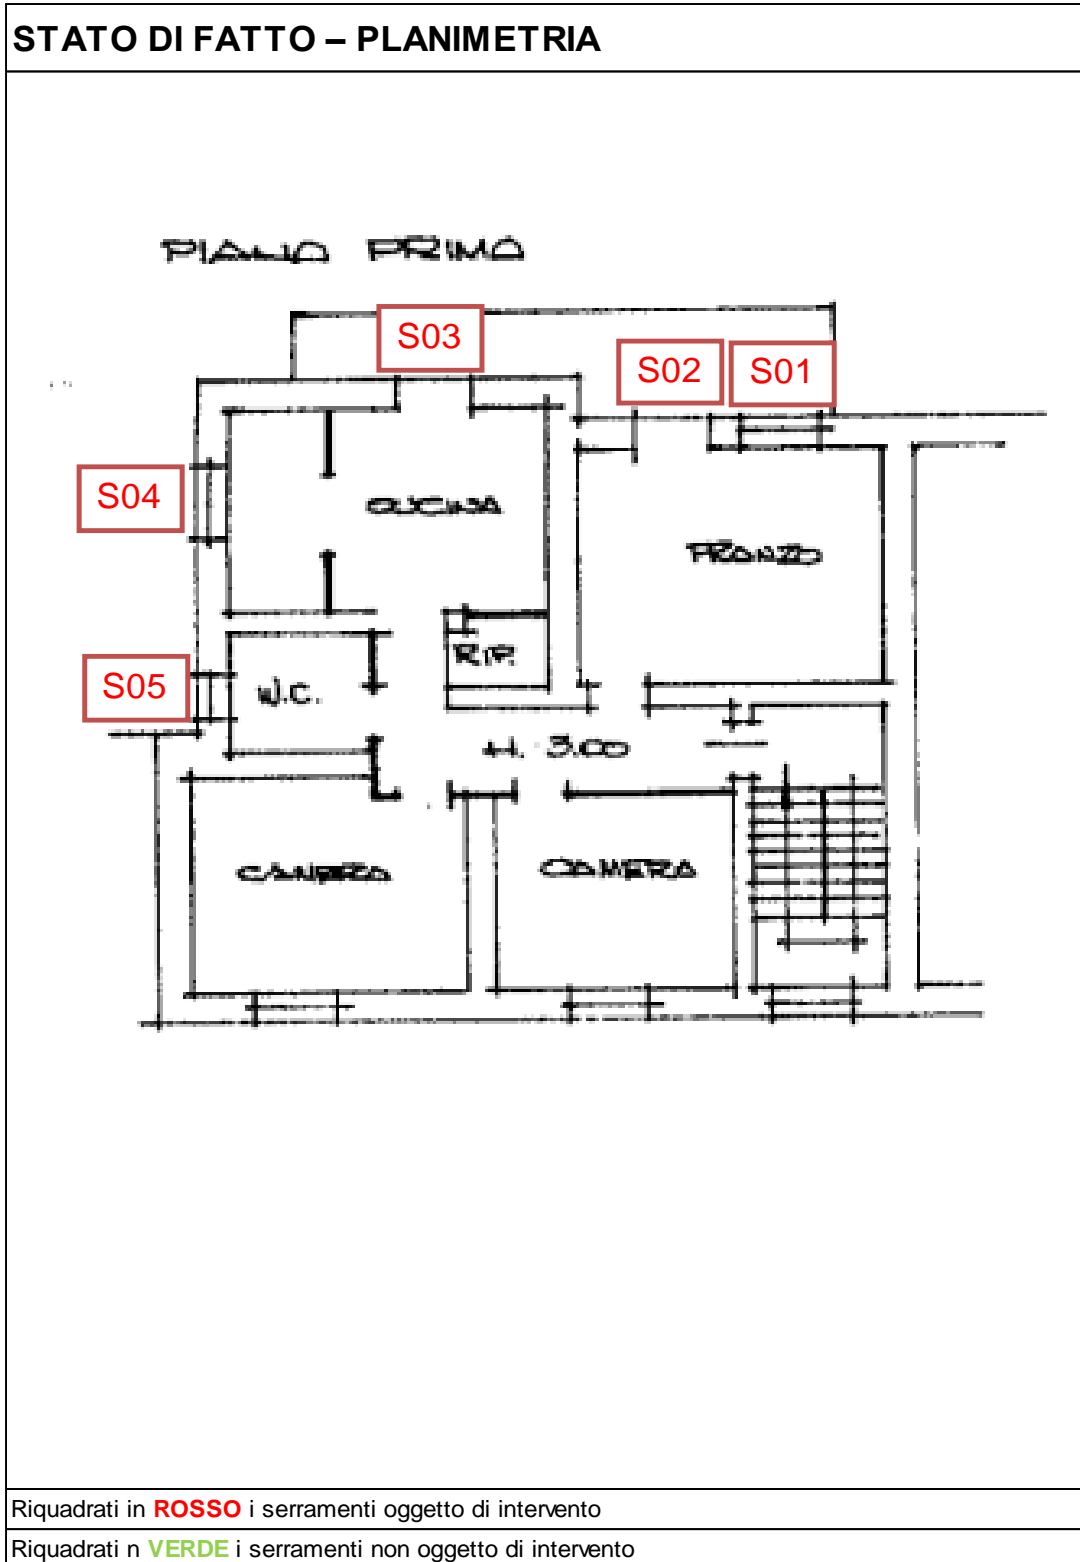 STATO DI FATTO – PLANIMETRIA
PIANO PRIMO
S03
S02 S01
S04
CUCINA
PRANZO
RIP.
S05
W.C.
H. 3.00
CAMERA CAMERA
Riquadrati in ROSSO i serramenti oggetto di intervento
Riquadrati n VERDE i serramenti non oggetto di intervento